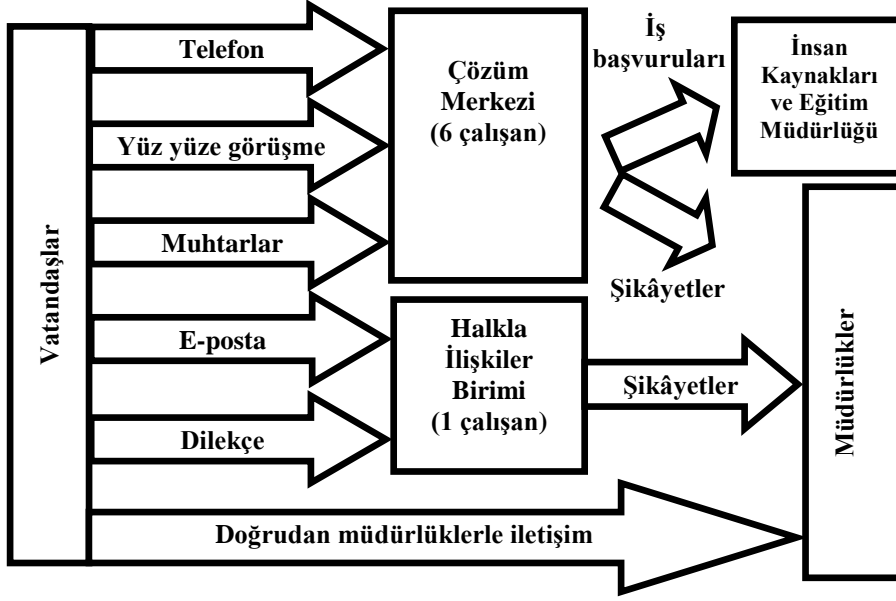 Vatandaşlar
Telefon
Yüz yüze görüşme
Muhtarlar
E-posta
Dilekçe
Doğrudan müdürlüklerle iletişim
Çözüm
Merkezi
(6 çalışan)
Halkla
İlişkiler
Birimi
(1 çalışan)
İş
başvuruları
Şikâyetler
Şikâyetler
İnsan
Kaynakları
ve Eğitim
Müdürlüğü
Müdürlükler